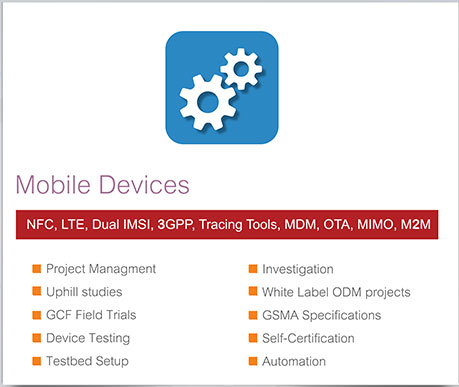 Mobile Devices
NFC, LTE, Dual IMSI, 3GPP, Tracing Tools, MDM, OTA, MIMO, M2M
Project Managment
Uphill studies
GCF Field Trials
Device Testing
Testbed Setup
Investigation
White Label ODM projects
GSMA Specifications
Self-Certification
Automation